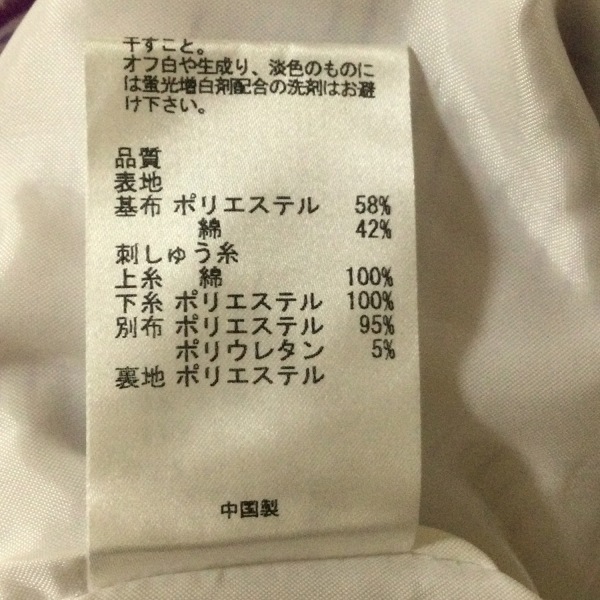 干すこと。
オフ白や生成り、淡色のものに
は蛍光増白剤配合の洗剤はお避
け下さい。
品質
表地
基布 ポリエステル 58%
綿 42%
刺しゅう糸
上糸 綿 100%
下糸 ポリエステル 100%
別布 ポリエステル 95%
ポリウレタン 5%
裏地 ポリエステル
中国製